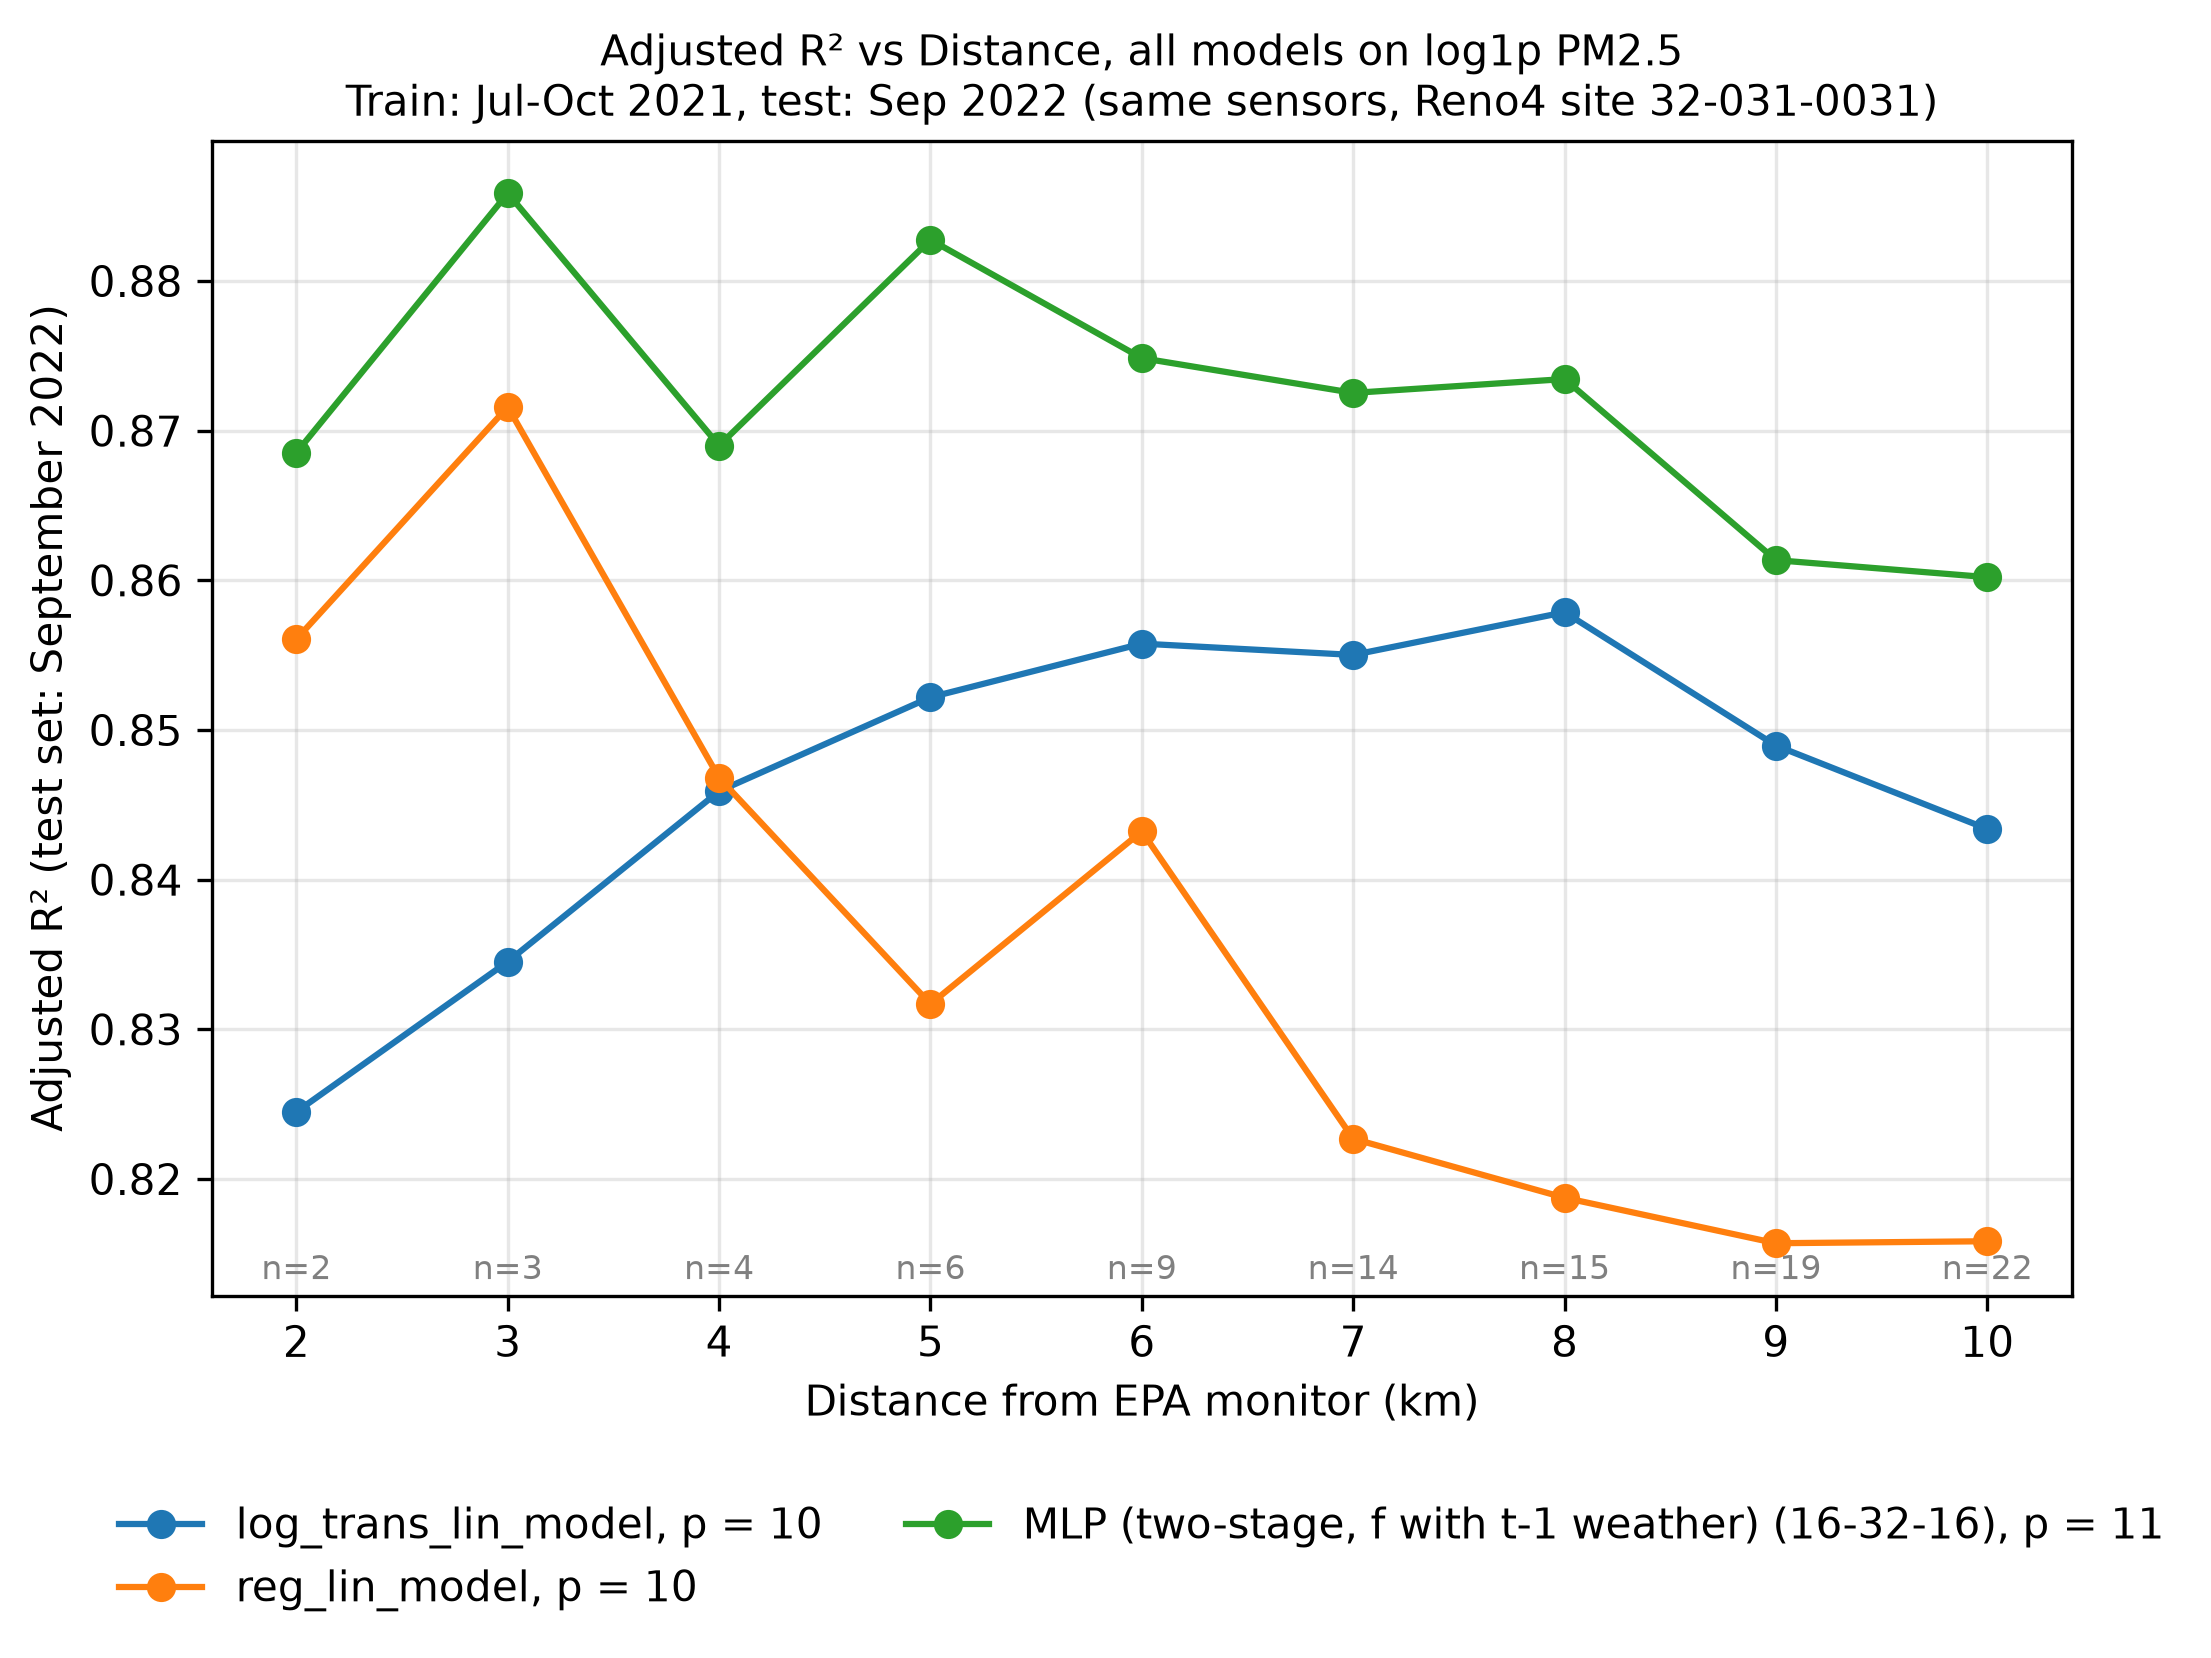 Adjusted R² vs Distance, all models on log1p PM2.5
Train: Jul-Oct 2021, test: Sep 2022 (same sensors, Reno4 site 32-031-0031)
Adjusted R² (test set: September 2022)
0.88
0.87
0.86
0.85
0.84
0.83
0.82
n=2 n=3 n=4 n=6 n=9 n=14 n=15 n=19 n=22
2 3 4 5 6 7 8 9 10
Distance from EPA monitor (km)
log_trans_lin_model, p = 10
reg_lin_model, p = 10
MLP (two-stage, f with t-1 weather) (16-32-16), p = 11